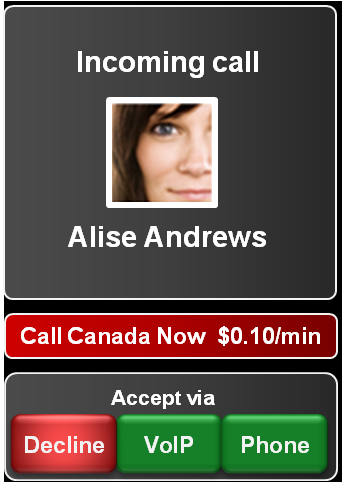 Incoming call
Alise Andrews
Call Canada Now $0.10/min
Accept via
Decline VoIP Phone